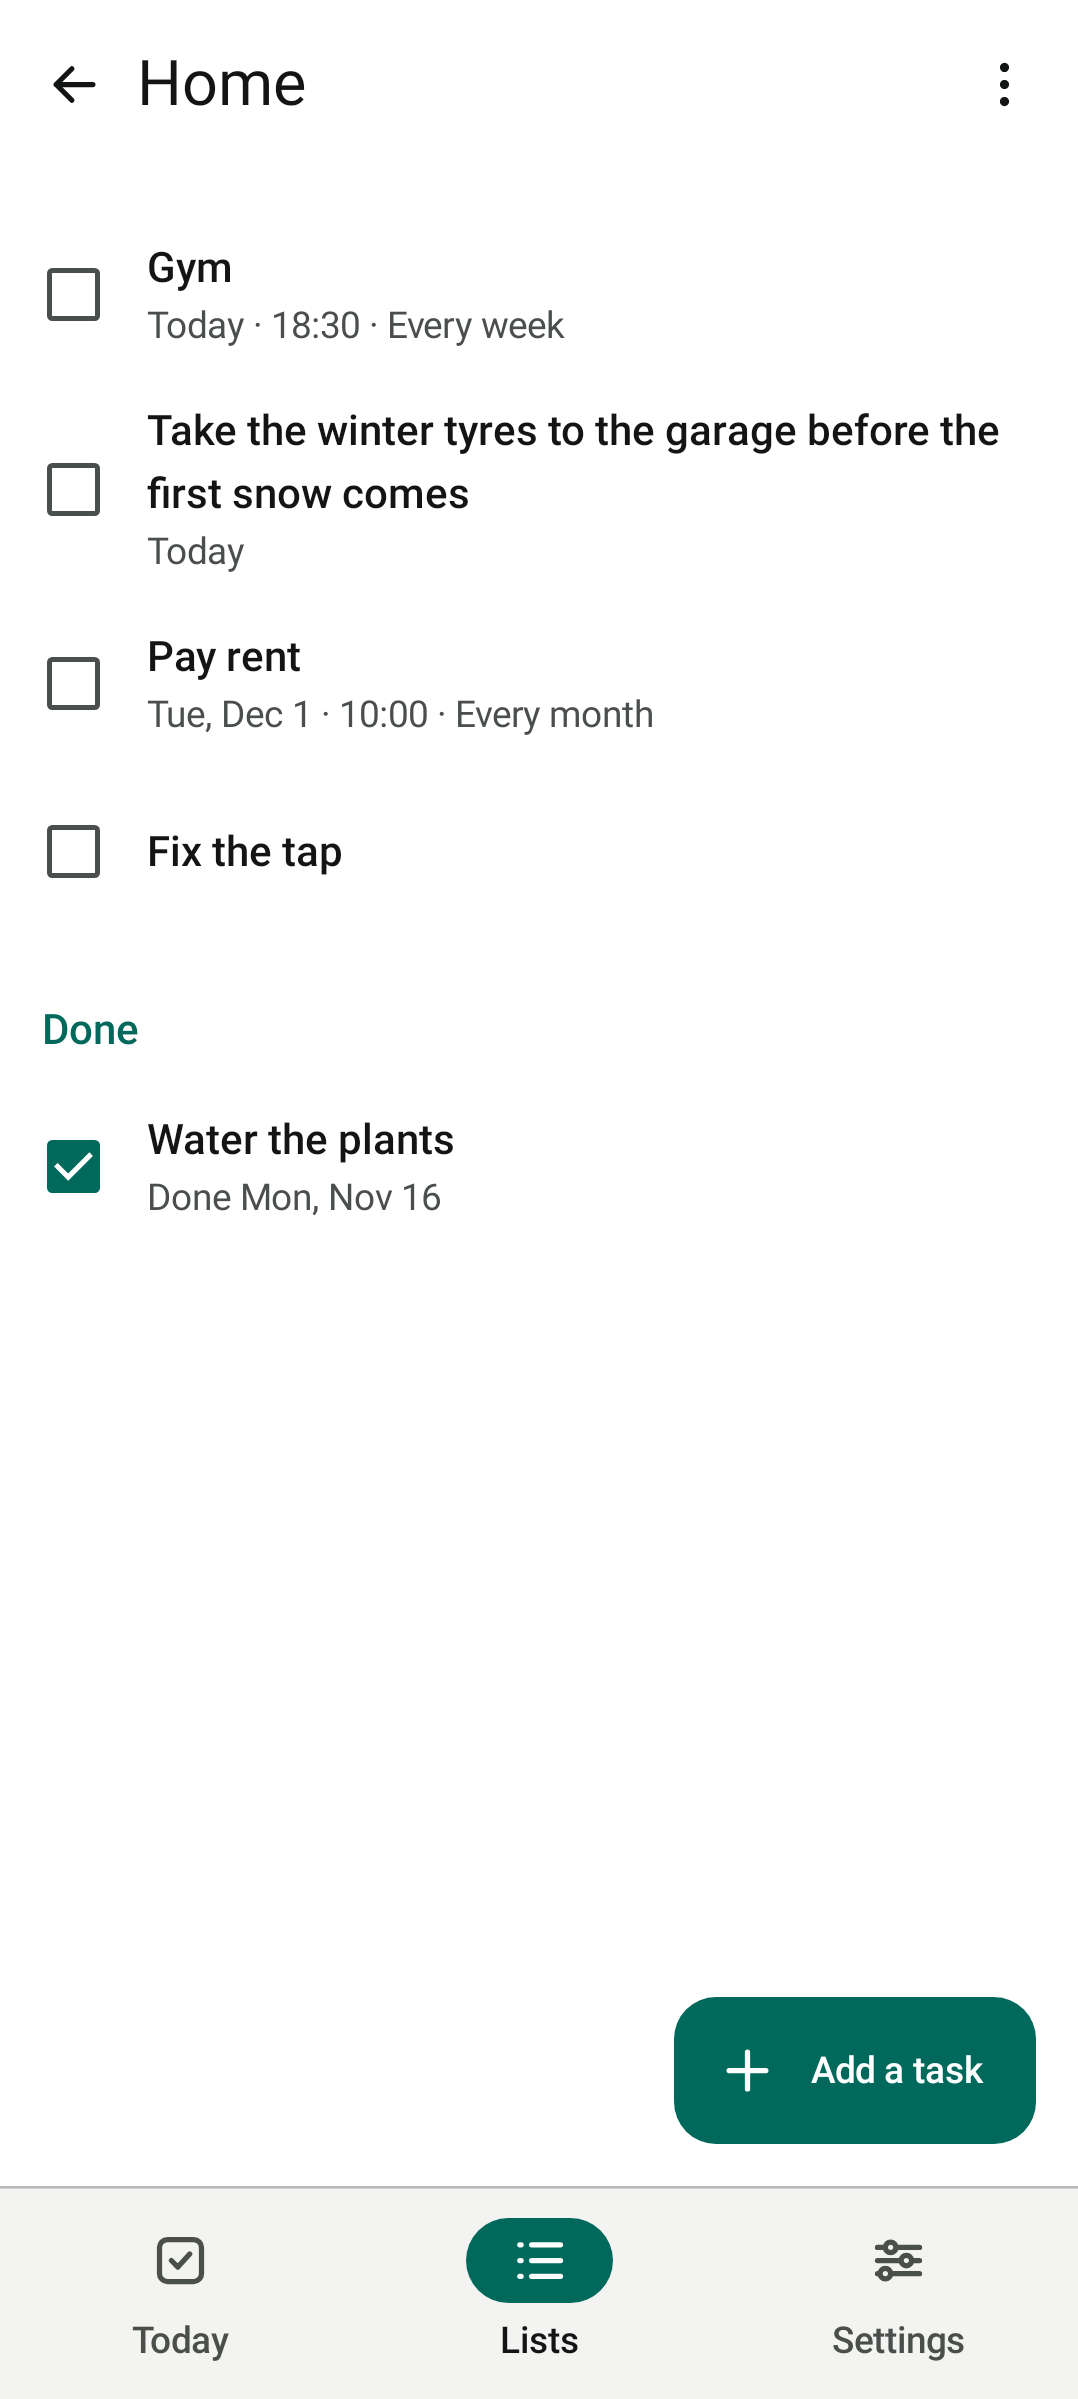 Home
Gym
Today · 18:30 · Every week
Take the winter tyres to the garage before the
first snow comes
Today
Pay rent
Tue, Dec 1 · 10:00 · Every month
Fix the tap
Done
Water the plants
Done Mon, Nov 16
Add a task
Today
Lists
Settings